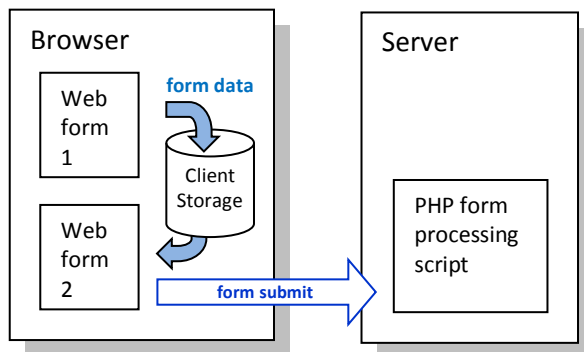 Browser
Server
Web
form
1
form data
Client
Storage
Web
form
2
form submit
PHP form
processing
script